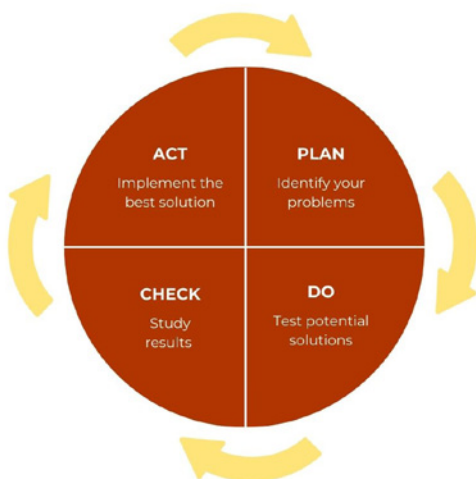 ACT
Implement the
best solution
PLAN
Identify your
problems
CHECK
Study
results
DO
Test potential
solutions